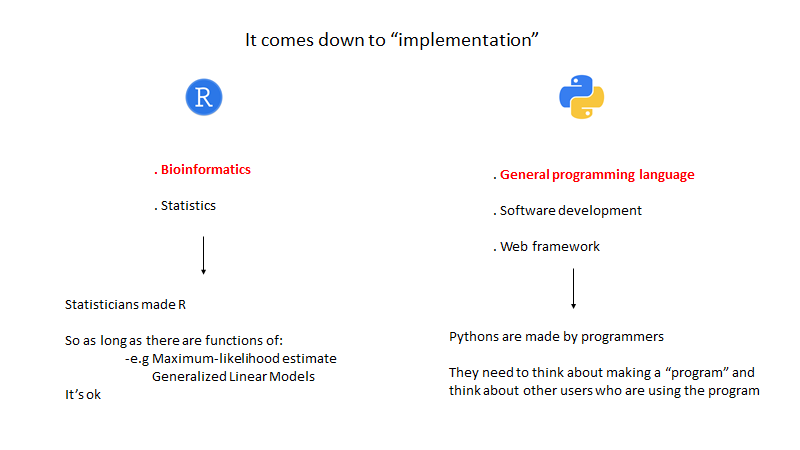 It comes down to “implementation”
R
. Bioinformatics
. Statistics
Statisticians made R
So as long as there are functions of:
-e.g Maximum-likelihood estimate
Generalized Linear Models
It’s ok
. General programming language
. Software development
. Web framework
Pythons are made by programmers
They need to think about making a “program” and
think about other users who are using the program